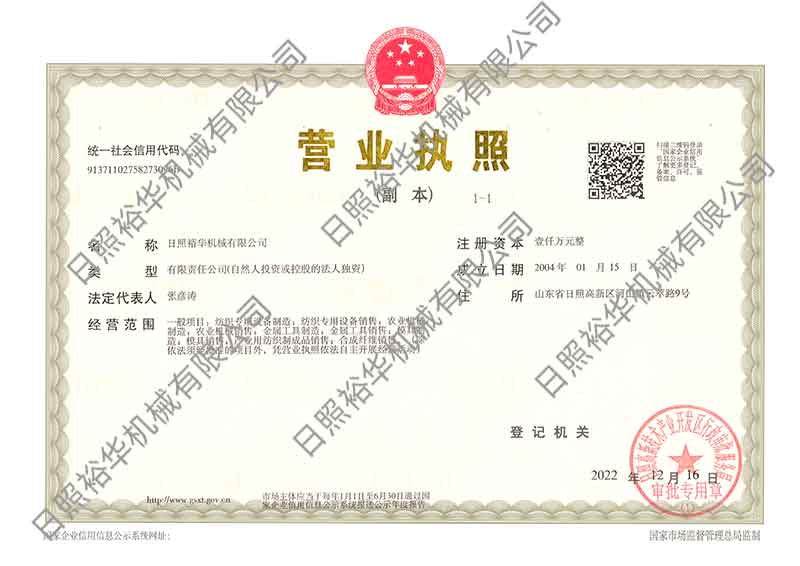 营业执照
(副 本) 1-1
统一社会信用代码
扫描二维码登录
"国家企业信用
信息公示系统"
了解更多登记、
备案、许可、监
管信息
名 称 日照裕华机械有限公司
类 型 有限责任公司(自然人投资或控股的法人独资)
法定代表人 张彦涛
经营范围 一般项目:纺织专用设备制造;纺织专用设备销售;农业机械
制造;农业机械销售;金属工具制造;金属工具销售;模具制
造;模具销售;产业用纺织制成品销售;合成纤维销售。(除
依法须经批准的项目外,凭营业执照依法自主开展经营活动)
注册资本 壹仟万元整
成立日期 2004年 01月 15日
住 所 山东省日照高新区河山镇云翠路9号
登记机关
2022 年 12 月 16 日
审批专用章
(1)
http://www.gsxt.gov.cn
市场主体应当于每年1月1日至6月30日通过国
家企业信用信息公示系统报送公示年度报告
国家企业信用信息公示系统网址:
国家市场监督管理总局监制
日照裕华机械有限公司
日照裕华机械有限公司
日照裕华机械有限公司
日照裕华机械有限公司
日照裕华机械有限公司
日照裕华机械有限公司